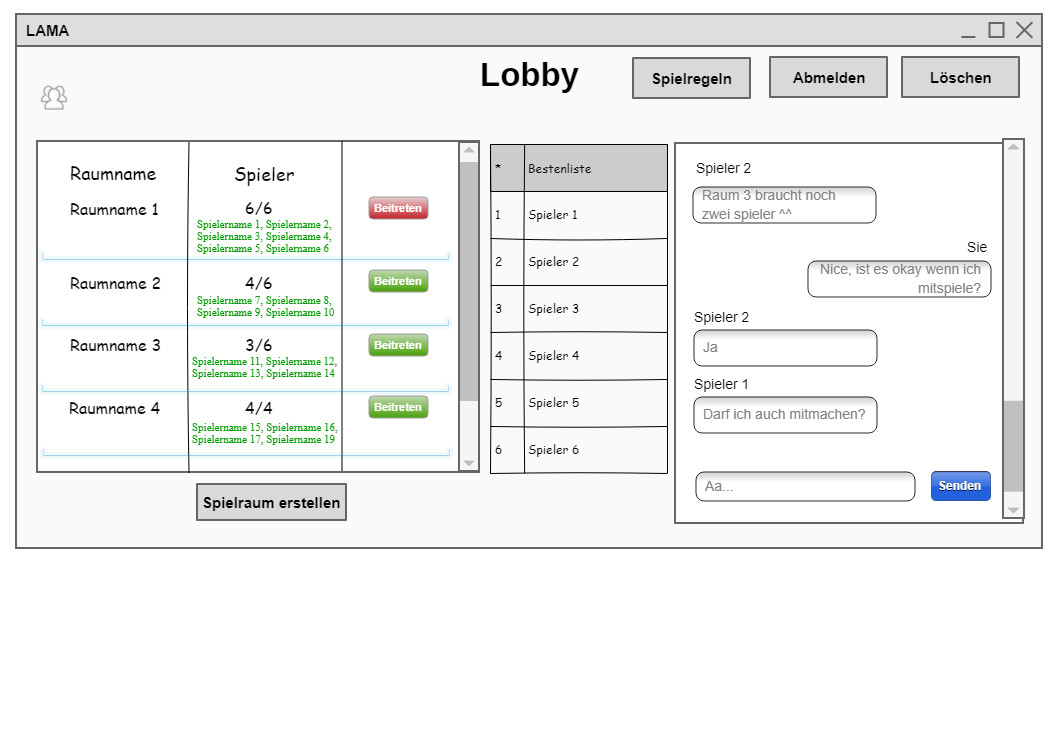 LAMA
Lobby
Spielregeln
Abmelden
Löschen
Raumname
Spieler
Raumname 1
6/6
Beitreten
Spielername 1, Spielername 2,
Spielername 3, Spielername 4,
Spielername 5, Spielername 6
Raumname 2
4/6
Beitreten
Spielername 7, Spielername 8,
Spielername 9, Spielername 10
Raumname 3
3/6
Beitreten
Spielername 11, Spielername 12,
Spielername 13, Spielername 14
Raumname 4
4/4
Beitreten
Spielername 15, Spielername 16,
Spielername 17, Spielername 19
Spielraum erstellen
* Bestenliste
1 Spieler 1
2 Spieler 2
3 Spieler 3
4 Spieler 4
5 Spieler 5
6 Spieler 6
Spieler 2
Raum 3 braucht noch
zwei spieler ^^
Sie
Nice, ist es okay wenn ich
mitspiele?
Spieler 2
Ja
Spieler 1
Darf ich auch mitmachen?
Aa...
Senden